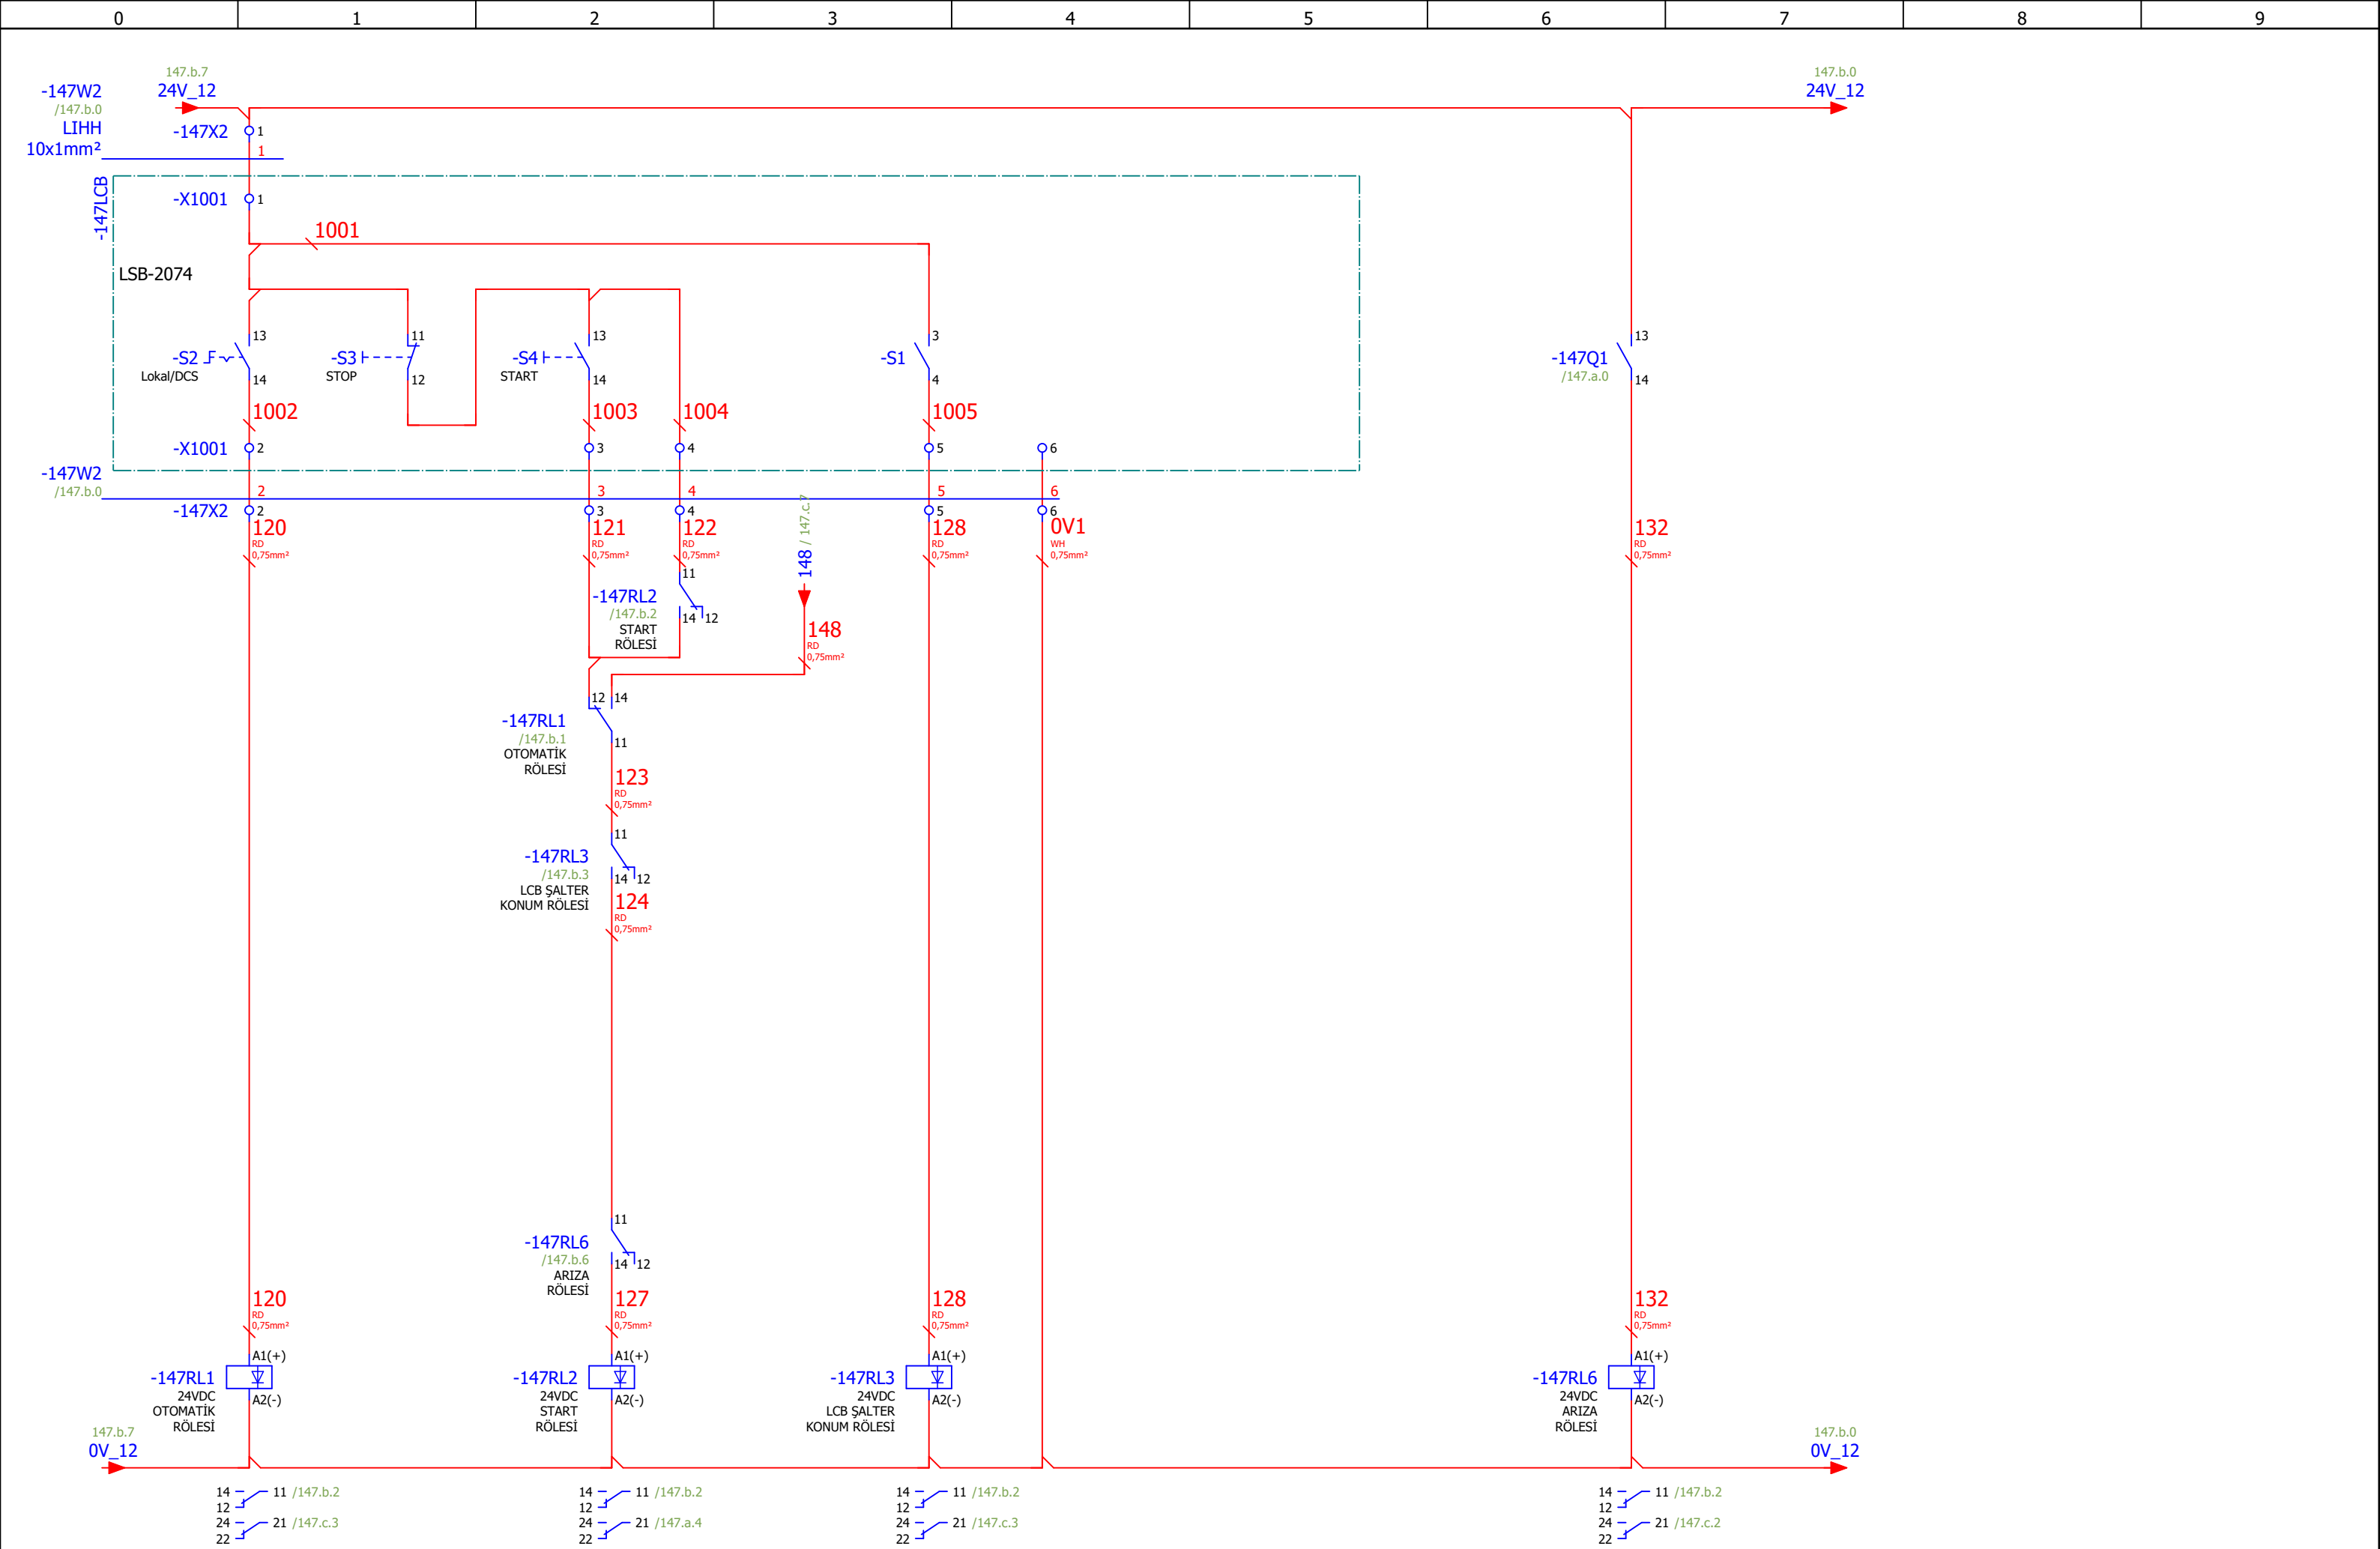 0 1 2 3 4 5 6 7 8 9
147.b.7
24V_12
147.b.0
24V_12
-147W2
/147.b.0
LIHH
10x1mm²
-147X2 1
1
-147LCB
-X1001 1
1001
LSB-2074
-S2
Lokal/DCS
13
14
-S3
STOP
11
12
-S4
START
13
14
-S1
3
4
-147Q1
/147.a.0
13
14
1002
1003
1004
1005
-X1001 2 3 4 5 6
-147W2
/147.b.0
2 3 4 5 6
-147X2 2 3 4 5 6
120
RD
0,75mm²
121
RD
0,75mm²
122
RD
0,75mm²
148 / 147.c.7
128
RD
0,75mm²
0V1
WH
0,75mm²
132
RD
0,75mm²
-147RL2
/147.b.2
START
RÖLESİ
11
14 12
148
RD
0,75mm²
12 14
-147RL1
/147.b.1
OTOMATİK
RÖLESİ
11
123
RD
0,75mm²
11
-147RL3
/147.b.3
LCB ŞALTER
KONUM RÖLESİ
14 12
124
RD
0,75mm²
11
-147RL6
/147.b.6
ARIZA
RÖLESİ
14 12
120
RD
0,75mm²
127
RD
0,75mm²
128
RD
0,75mm²
132
RD
0,75mm²
A1(+)
-147RL1
24VDC
OTOMATİK
RÖLESİ
A2(-)
A1(+)
-147RL2
24VDC
START
RÖLESİ
A2(-)
A1(+)
-147RL3
24VDC
LCB ŞALTER
KONUM RÖLESİ
A2(-)
A1(+)
-147RL6
24VDC
ARIZA
RÖLESİ
A2(-)
147.b.7
0V_12
147.b.0
0V_12
14 11 /147.b.2
12
24 21 /147.c.3
22
14 11 /147.b.2
12
24 21 /147.a.4
22
14 11 /147.b.2
12
24 21 /147.c.3
22
14 11 /147.b.2
12
24 21 /147.c.2
22